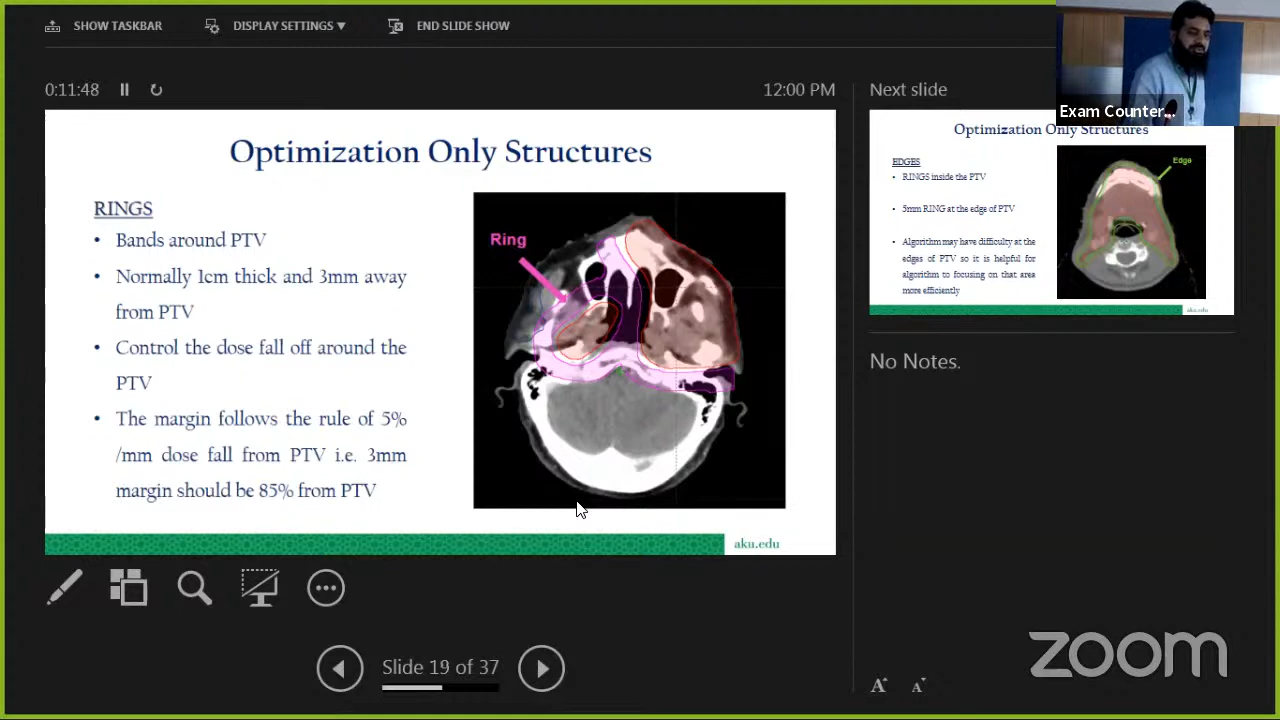 SHOW TASKBAR
DISPLAY SETTINGS ▼
END SLIDE SHOW
0:11:48
12:00 PM
Optimization Only Structures
RINGS
• Bands around PTV
• Normally 1cm thick and 3mm away
from PTV
• Control the dose fall off around the
PTV
• The margin follows the rule of 5%
/mm dose fall from PTV i.e. 3mm
margin should be 85% from PTV
Ring
aku.edu
Slide 19 of 37
Next slide
Exam Counter...
Optimization Only Structures
EDGES
• RINGS inside the PTV
• 5mm RING at the edge of PTV
• Algorithm may have difficulty at the
edges of PTV so it is helpful for
algorithm to focusing on that area
more efficiently
Edge
aku.edu
No Notes.
zoom
A A